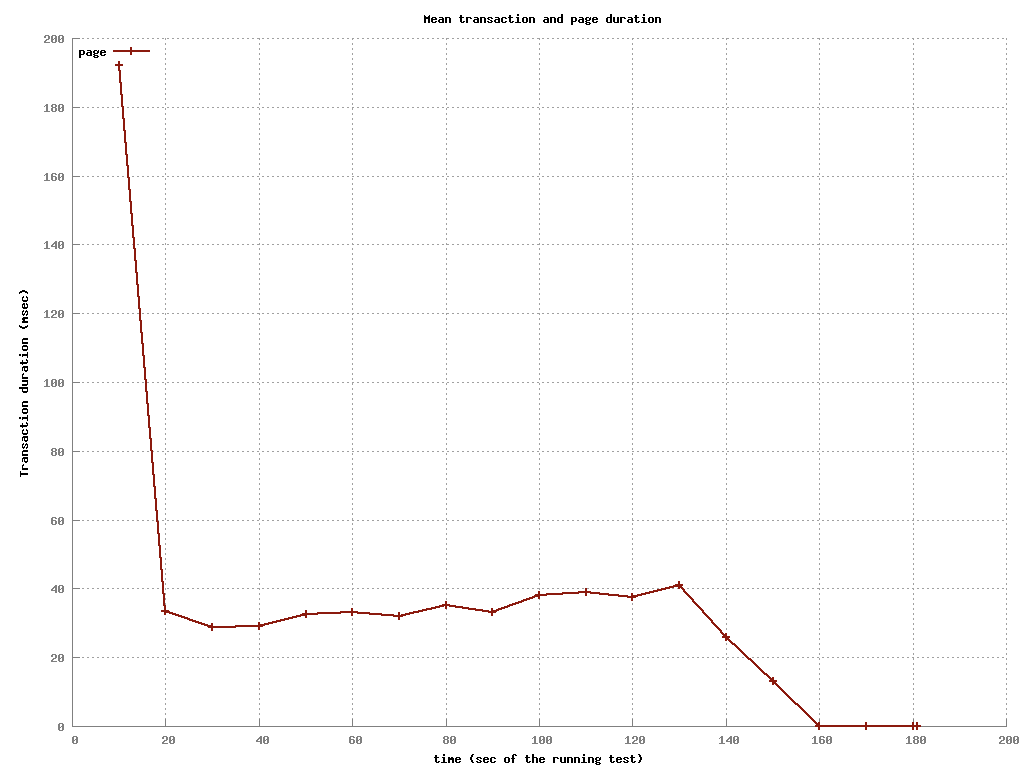 Mean transaction and page duration
page
200
180
160
140
120
100
80
60
40
20
0
Transaction duration (msec)
0 20 40 60 80 100 120 140 160 180 200
time (sec of the running test)